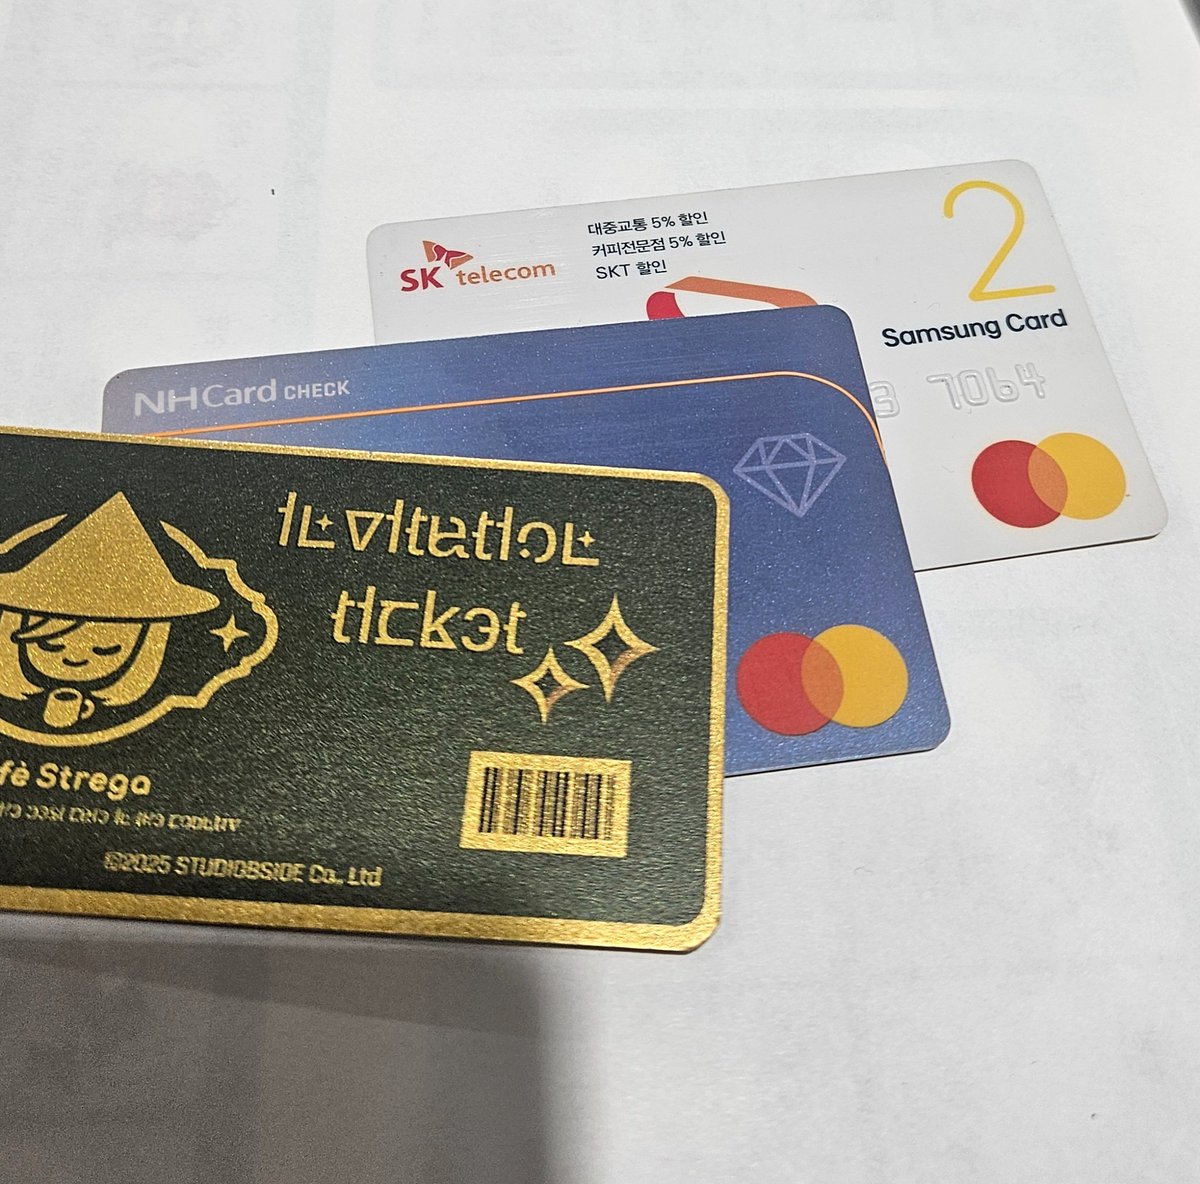 SK telecom
대중교통 5% 할인
커피전문점 5% 할인
SKT 할인
2
Samsung Card
3 7064
NHCard CHECK
ticket
fè Strega
©2025 STUDIOBSIDE Co., Ltd